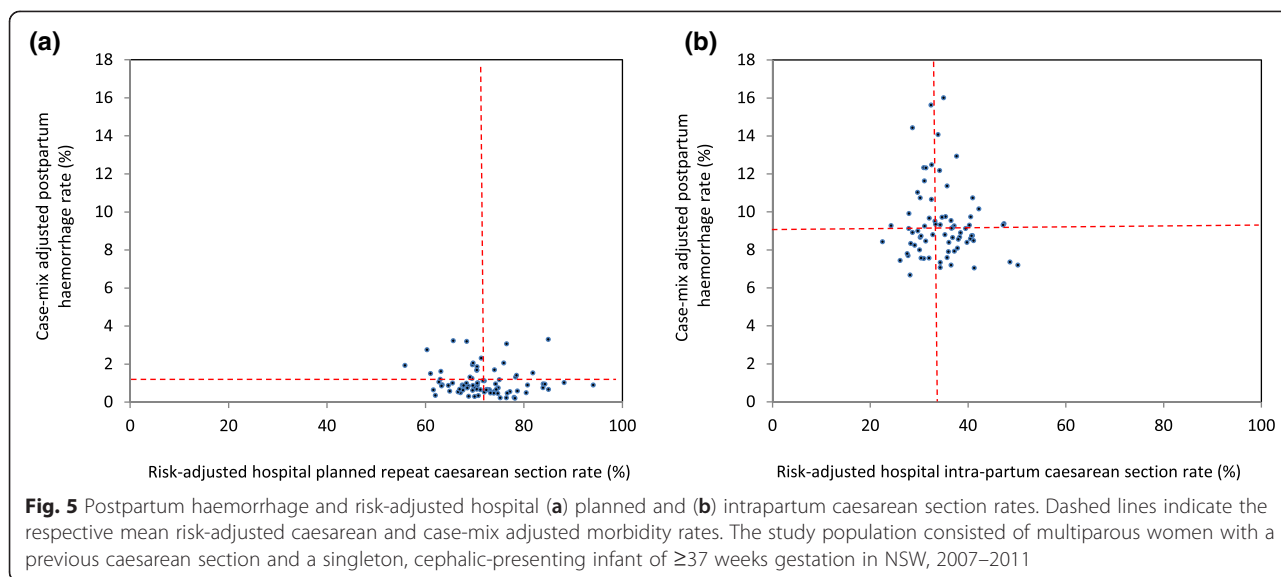 (a)
18
16
14
12
10
8
6
4
2
0
Case-mix adjusted postpartum
haemorrhage rate (%)
0 20 40 60 80 100
Risk-adjusted hospital planned repeat caesarean section rate (%)
(b)
18
16
14
12
10
8
6
4
2
0
Case-mix adjusted postpartum
haemorrhage rate (%)
0 20 40 60 80 100
Risk-adjusted hospital intra-partum caesarean section rate (%)
Fig. 5 Postpartum haemorrhage and risk-adjusted hospital (a) planned and (b) intrapartum caesarean section rates. Dashed lines indicate the
respective mean risk-adjusted caesarean and case-mix adjusted morbidity rates. The study population consisted of multiparous women with a
previous caesarean section and a singleton, cephalic-presenting infant of ≥37 weeks gestation in NSW, 2007–2011